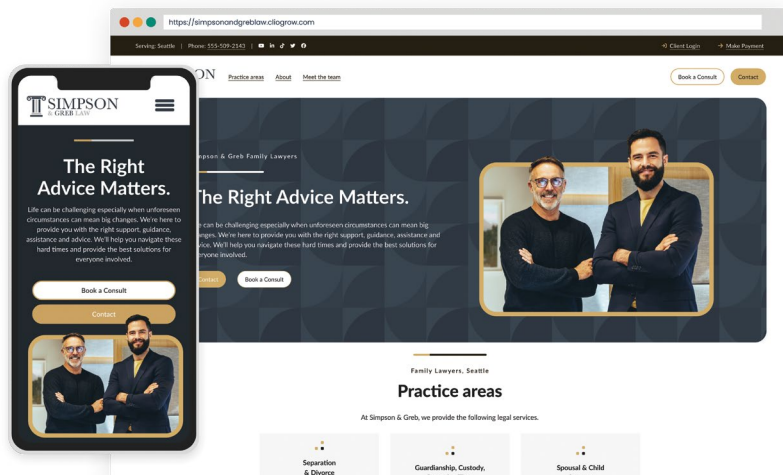 https://simpsonandgreblaw.cliogrow.com
Serving: Seattle | Phone: 555-509-2143 |
Client Login
Make Payment
ON
Practice areas
About
Meet the team
Book a Consult
Contact
SIMPSON
& GREB LAW
The Right
Advice Matters.
Life can be challenging especially when unforeseen
circumstances can mean big changes. We're here to
provide you with the right support, guidance,
assistance and advice. We'll help you navigate these
hard times and provide the best solutions for
everyone involved.
Book a Consult
Contact
mpson & Greb Family Lawyers
The Right Advice Matters.
e can be challenging especially when unforeseen circumstances can mean big
anges. We're here to provide you with the right support, guidance, assistance and
vice. We'll help you navigate these hard times and provide the best solutions for
eryone involved.
Contact
Book a Consult
Family Lawyers, Seattle
Practice areas
At Simpson & Greb, we provide the following legal services.
Separation
& Divorce
Guardianship, Custody,
Spousal & Child